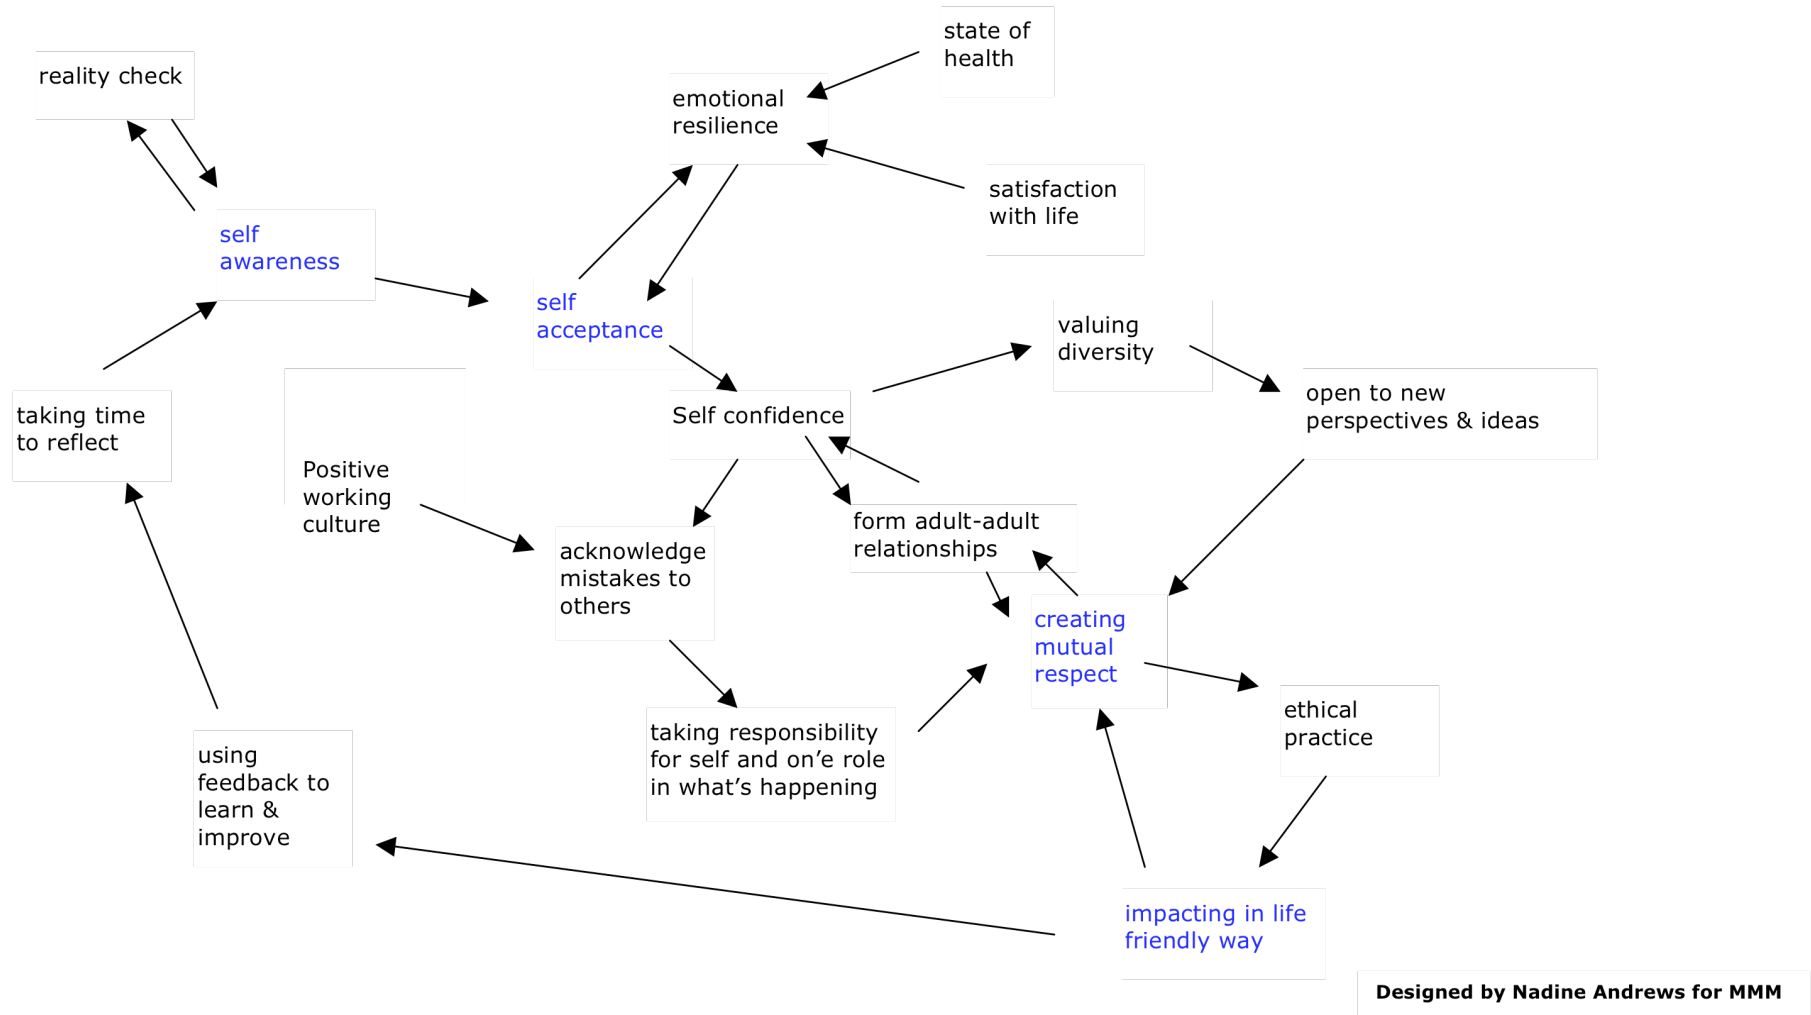 state of
health
reality check
emotional
resilience
satisfaction
with life
self
awareness
self
acceptance
valuing
diversity
open to new
perspectives & ideas
taking time
to reflect
Self confidence
Positive
working
culture
form adult-adult
relationships
acknowledge
mistakes to
others
creating
mutual
respect
ethical
practice
taking responsibility
for self and on’e role
in what’s happening
using
feedback to
learn &
improve
impacting in life
friendly way
Designed by Nadine Andrews for MMM